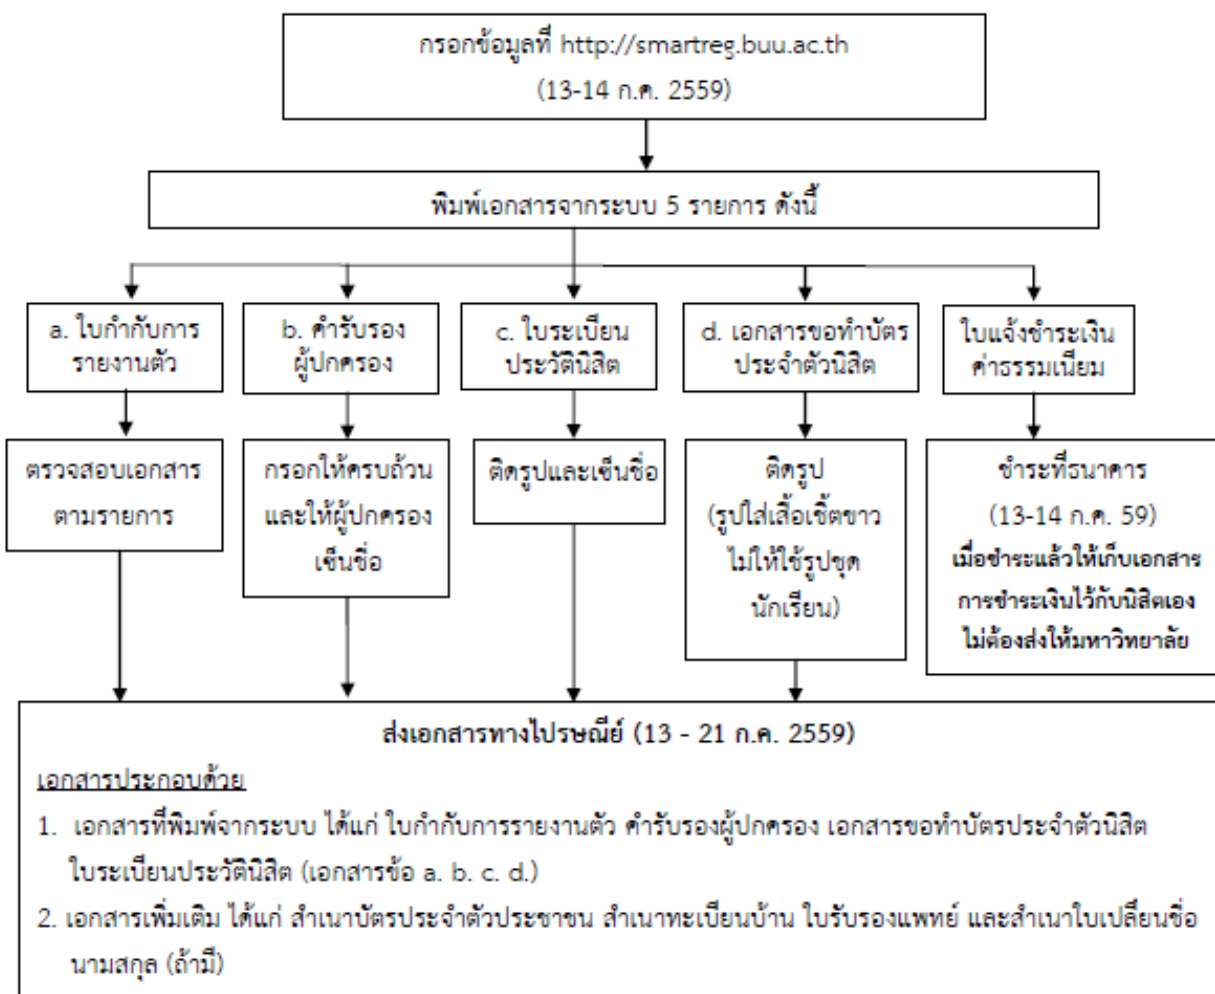 กรอกข้อมูลที่ http://smartreg.buu.ac.th
(13-14 ก.ค. 2559)
พิมพ์เอกสารจากระบบ 5 รายการ ดังนี้
a. ใบกำกับการ
รายงานตัว
b. คำรับรอง
ผู้ปกครอง
c. ใบระเบียน
ประวัตินิสิต
d. เอกสารขอทำบัตร
ประจำตัวนิสิต
ใบแจ้งชำระเงิน
ค่าธรรมเนียม
ตรวจสอบเอกสาร
ตามรายการ
กรอกให้ครบถ้วน
และให้ผู้ปกครอง
เซ็นชื่อ
ติดรูปและเซ็นชื่อ
ติดรูป
(รูปใส่เสื้อเชิ้ตขาว
ไม่ให้ใช้รูปชุด
นักเรียน)
ชำระที่ธนาคาร
(13-14 ก.ค. 59)
เมื่อชำระแล้วให้เก็บเอกสาร
การชำระเงินไว้กับนิสิตเอง
ไม่ต้องส่งให้มหาวิทยาลัย
ส่งเอกสารทางไปรษณีย์ (13 - 21 ก.ค. 2559)
เอกสารประกอบด้วย
1. เอกสารที่พิมพ์จากระบบ ได้แก่ ใบกำกับการรายงานตัว คำรับรองผู้ปกครอง เอกสารขอทำบัตรประจำตัวนิสิต
ใบระเบียนประวัตินิสิต (เอกสารข้อ a. b. c. d.)
2. เอกสารเพิ่มเติม ได้แก่ สำเนาบัตรประจำตัวประชาชน สำเนาทะเบียนบ้าน ใบรับรองแพทย์ และสำเนาใบเปลี่ยนชื่อ
นามสกุล (ถ้ามี)